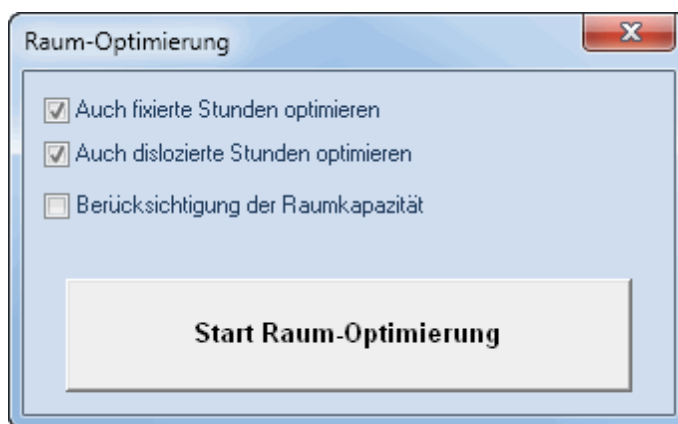 Raum-Optimierung
Auch fixierte Stunden optimieren
Auch dislozierte Stunden optimieren
Berücksichtigung der Raumkapazität
Start Raum-Optimierung